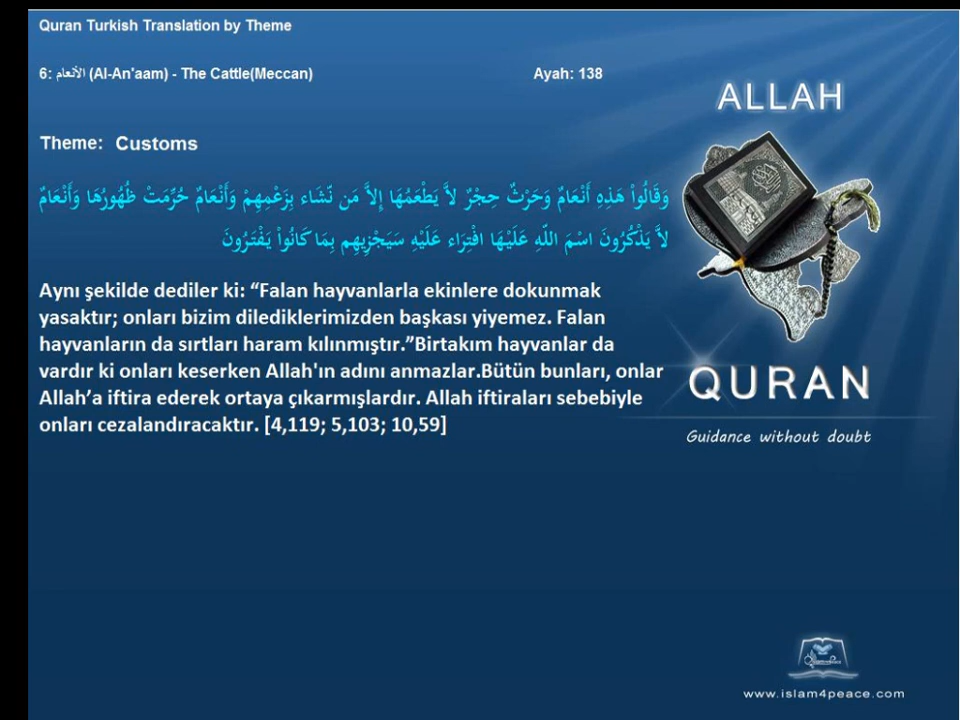 Quran Turkish Translation by Theme
6: الأنعام (Al-An'aam) - The Cattle(Meccan)
Ayah: 138
Theme: Customs
وَقَالُواْ هَذِهِ أَنْعَامٌ وَحَرْثٌ حِجْرٌ لاَّ يَطْعَمُهَا إِلاَّ مَن نّشَاء بِزَعْمِهِمْ وَأَنْعَامٌ حُرِّمَتْ ظُهُورُهَا وَأَنْعَامٌ
لاَّ يَذْكُرُونَ اسْمَ اللّهِ عَلَيْهَا افْتِرَاء عَلَيْهِ سَيَجْزِيهِم بِمَا كَانُواْ يَفْتَرُونَ
Aynı şekilde dediler ki: “Falan hayvanlarla ekinlere dokunmak
yasaktır; onları bizim dilediklerimizden başkası yiyemez. Falan
hayvanların da sırtları haram kılınmıştır.”Birtakım hayvanlar da
vardır ki onları keserken Allah'ın adını anmazlar.Bütün bunları, onlar
Allah’a iftira ederek ortaya çıkarmışlardır. Allah iftiraları sebebiyle
onları cezalandıracaktır. [4,119; 5,103; 10,59]
ALLAH
QURAN
Guidance without doubt
www.islam4peace.com